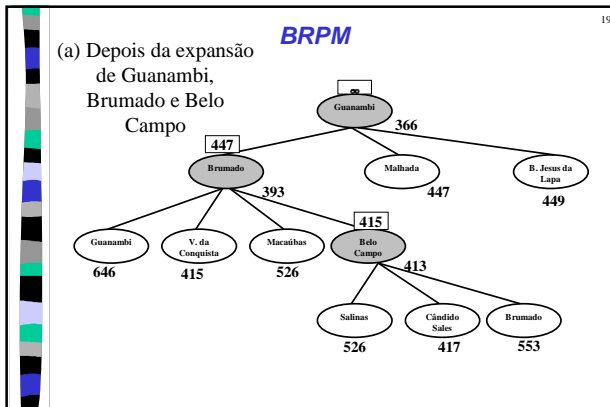 19
BRPM
(a) Depois da expansão
de Guanambi,
Brumado e Belo
Campo
∞
Guanambi
366
447
Brumado
393
Malhada
447
B. Jesus da
Lapa
449
Guanambi
646
V. da
Conquista
415
Macaúbas
526
415
Belo
Campo
413
Salinas
526
Cândido
Sales
417
Brumado
553